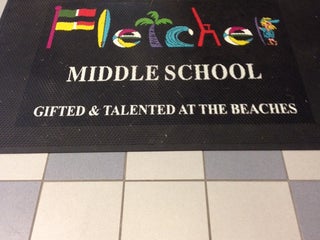 Fletcher
MIDDLE SCHOOL
GIFTED & TALENTED AT THE BEACHES